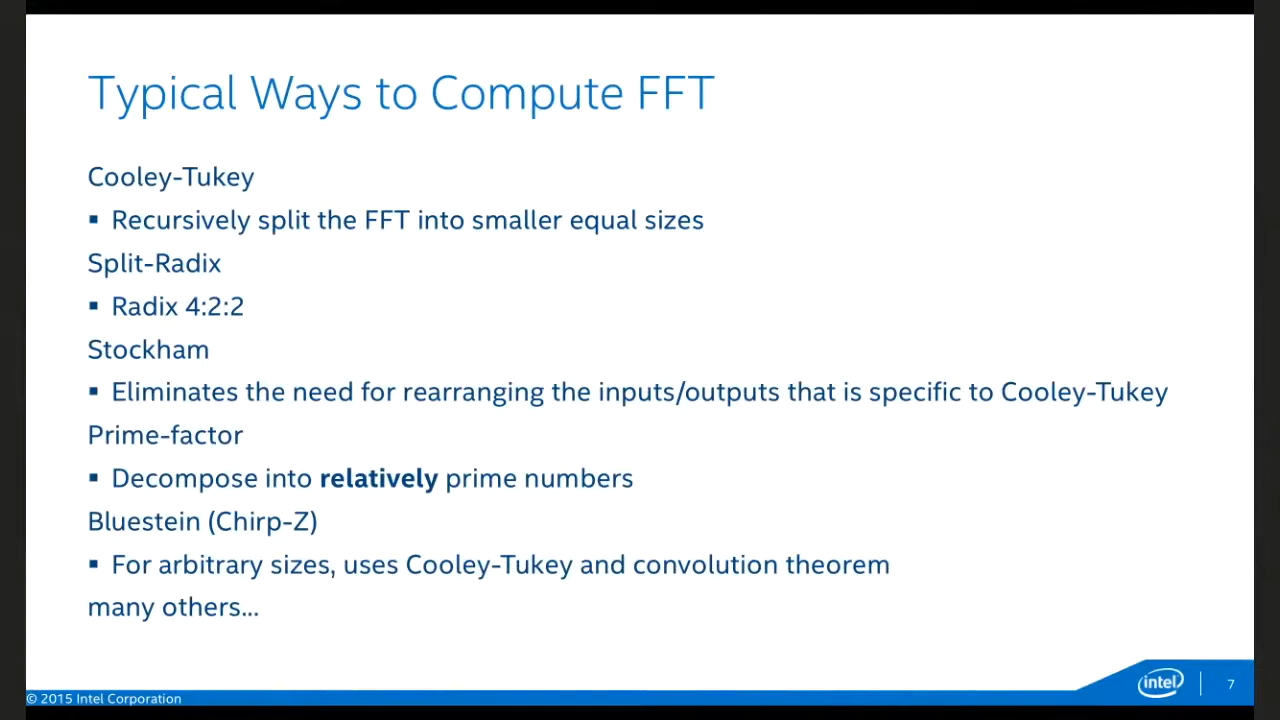 Typical Ways to Compute FFT
Cooley-Tukey
▪ Recursively split the FFT into smaller equal sizes
Split-Radix
▪ Radix 4:2:2
Stockham
▪ Eliminates the need for rearranging the inputs/outputs that is specific to Cooley-Tukey
Prime-factor
▪ Decompose into relatively prime numbers
Bluestein (Chirp-Z)
▪ For arbitrary sizes, uses Cooley-Tukey and convolution theorem
many others...
© 2015 Intel Corporation
intel
7